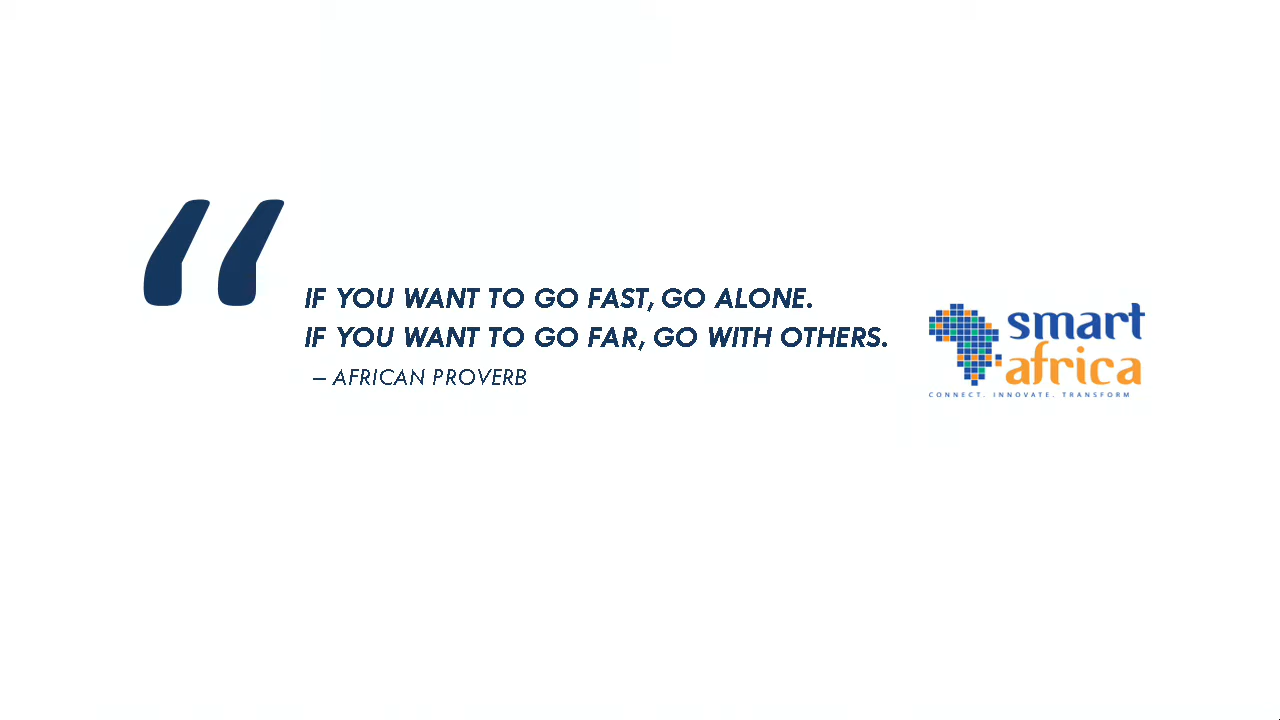 “
IF YOU WANT TO GO FAST, GO ALONE.
IF YOU WANT TO GO FAR, GO WITH OTHERS.
– AFRICAN PROVERB
smart
africa
CONNECT. INNOVATE. TRANSFORM